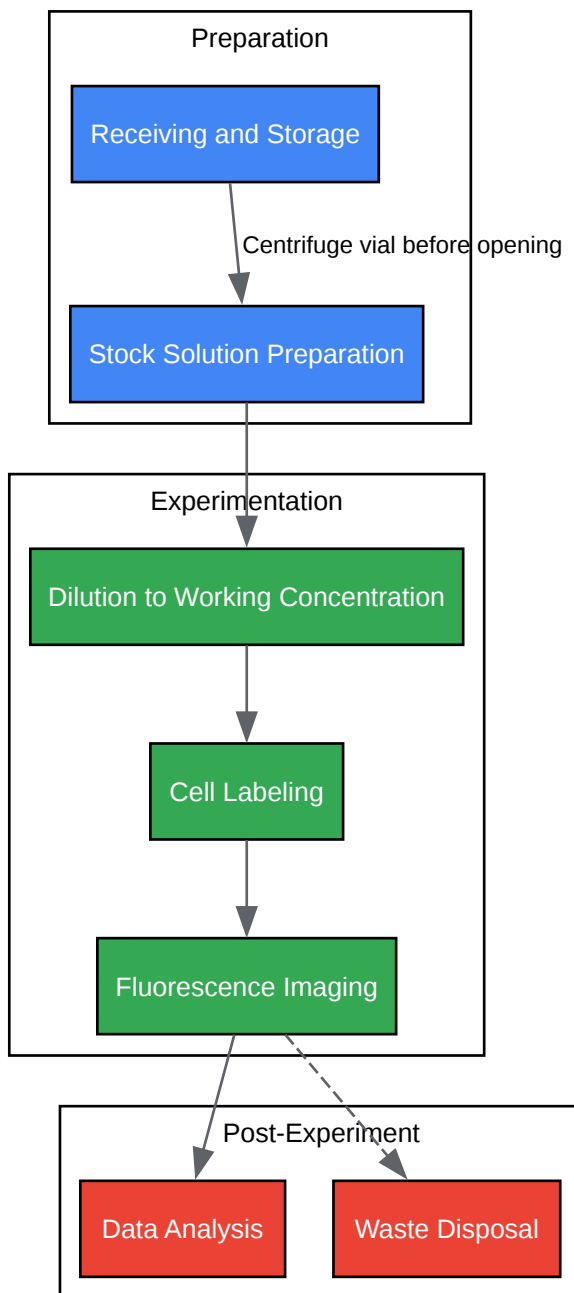 Preparation
Receiving and Storage
Centrifuge vial before opening
Stock Solution Preparation
Experimentation
Dilution to Working Concentration
Cell Labeling
Fluorescence Imaging
Post-Experiment
Data Analysis
Waste Disposal